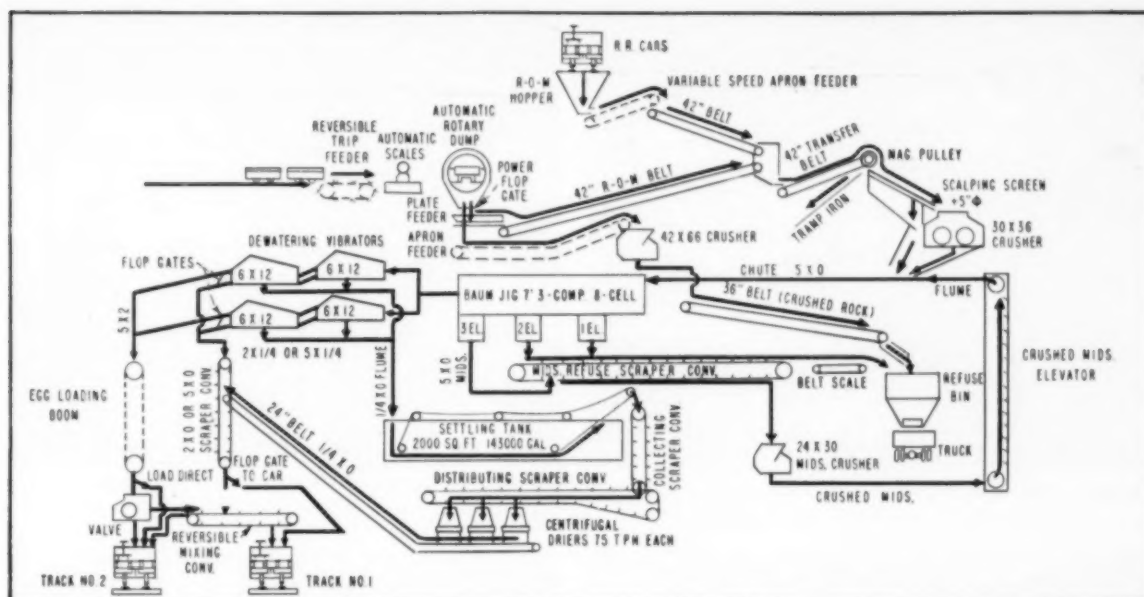 R.R. CARS
R-O-M
HOPPER
VARIABLE SPEED APRON FEEDER
42" BELT
AUTOMATIC
ROTARY
DUMP
REVERSIBLE
TRIP
FEEDER
AUTOMATIC
SCALES
POWER
FLOP
GATE
42" R-O-M BELT
42" TRANSFER
BELT
MAG PULLEY
SCALPING SCREEN
+5"Φ
TRAMP IRON
30 X 36
CRUSHER
PLATE
FEEDER
APRON
FEEDER
42 X 66 CRUSHER
DEWATERING VIBRATORS
FLOP GATES
6 X 12
6 X 12
6 X 12
6 X 12
BAUM JIG 7' 3-COMP 8-CELL
3EL.
2EL.
1EL.
CHUTE 5 X 0
FLUME
36" BELT (CRUSHED ROCK)
5 X 2
2 X 1/4 OR 5 X 1/4
1/4 X 0 FLUME
5 X 0
MIDS.
MIDS. REFUSE SCRAPER CONV.
BELT SCALE
REFUSE
BIN
TRUCK
CRUSHED MIDS.
ELEVATOR
EGG LOADING
BOOM
2 X 0 OR 5 X 0
SCRAPER CONV.
24" BELT 1/4 X 0
SETTLING TANK
2000 SQ. FT. 143000 GAL.
COLLECTING
SCRAPER CONV.
24 X 30
MIDS. CRUSHER
CRUSHED MIDS.
LOAD DIRECT
FLOP GATE
TO CAR
DISTRIBUTING SCRAPER CONV
CENTRIFUGAL
DRIERS 75 T PH EACH
VALVE
REVERSIBLE
MIXING
CONV.
TRACK NO.2
TRACK NO.1